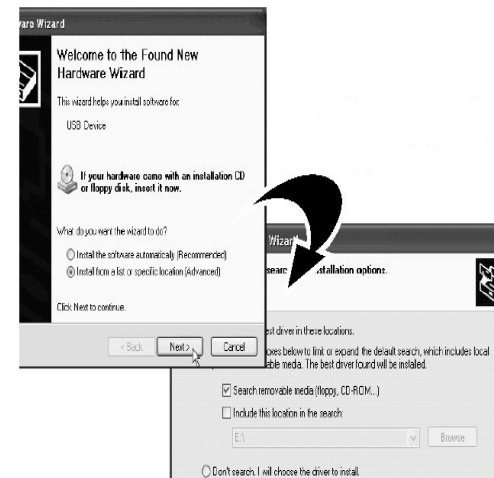 Wizard
Welcome to the Found New
Hardware Wizard
This wizard helps you install software for:
USB Device
If your hardware came with an installation CD
or floppy disk, insert it now.
What do you want the wizard to do?
Install the software automatically (Recommended)
Install from a list or specific location (Advanced)
Click Next to continue.
< Back Next > Cancel
search stallation options.
est driver in these locations.
oxes below to limit or expand the default search, which includes local
able media. The best driver found will be installed.
Search removable media (floppy, CD-ROM...)
Include this location in the search:
E:\ Browse
Don't search. I will choose the driver to install.